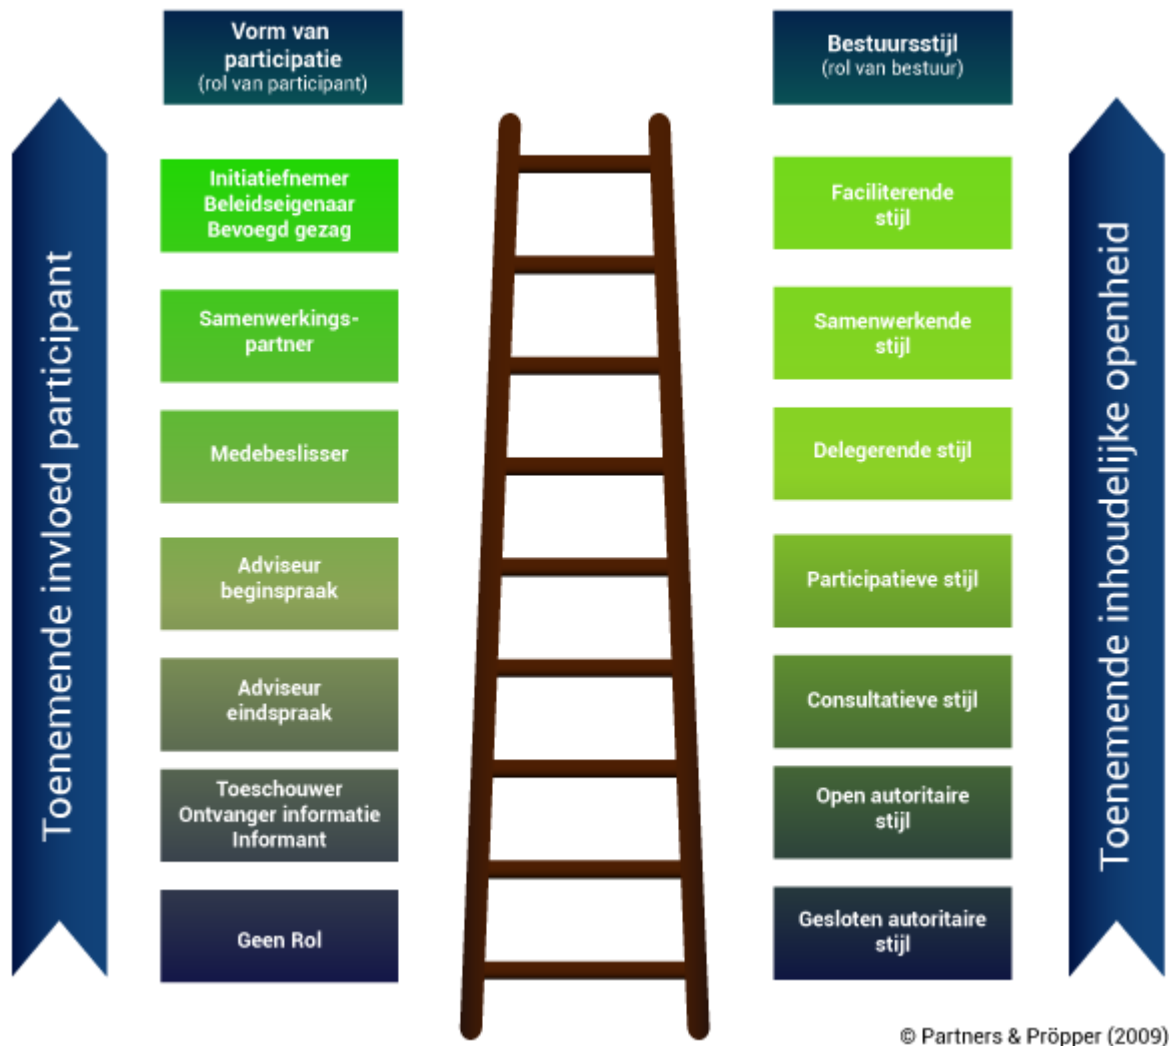 Vorm van
participatie
(rol van participant)
Bestuursstijl
(rol van bestuur)
Toenemende invloed participant
Initiatiefnemer
Beleidseigenaar
Bevoegd gezag
Faciliterende
stijl
Samenwerkings-
partner
Samenwerkende
stijl
Medebeslisser
Delegerende stijl
Adviseur
beginspraak
Participatieve stijl
Adviseur
eindspraak
Consultatieve stijl
Toeschouwer
Ontvanger informatie
Informant
Open autoritaire
stijl
Geen Rol
Gesloten autoritaire
stijl
Toenemende inhoudelijke openheid
© Partners & Pröpper (2009)